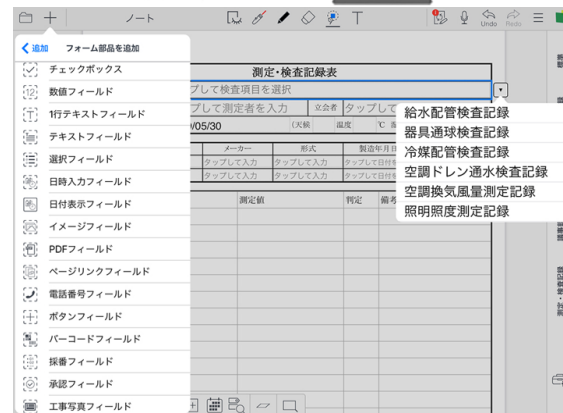 ノート
Undo
Redo
追加
フォーム部品を追加
チェックボックス
数値フィールド
1行テキストフィールド
テキストフィールド
選択フィールド
日時入力フィールド
日付表示フィールド
イメージフィールド
PDFフィールド
ページリンクフィールド
電話番号フィールド
ボタンフィールド
バーコードフィールド
採番フィールド
承認フィールド
工事写真フィールド
測定・検査記録表
プして検査項目を選択
プして測定者を入力 立会者 タップして
/05/30 (天候 温度 ℃
メーカー 形式 製造年月日
タップして入力 タップして入力 タップして日付を
タップして入力 タップして入力 タップして日付を
測定値 判定 備考
給水配管検査記録
器具通球検査記録
冷媒配管検査記録
空調ドレン通水検査記録
空調換気風量測定記録
照明照度測定記録
測定・検査記録